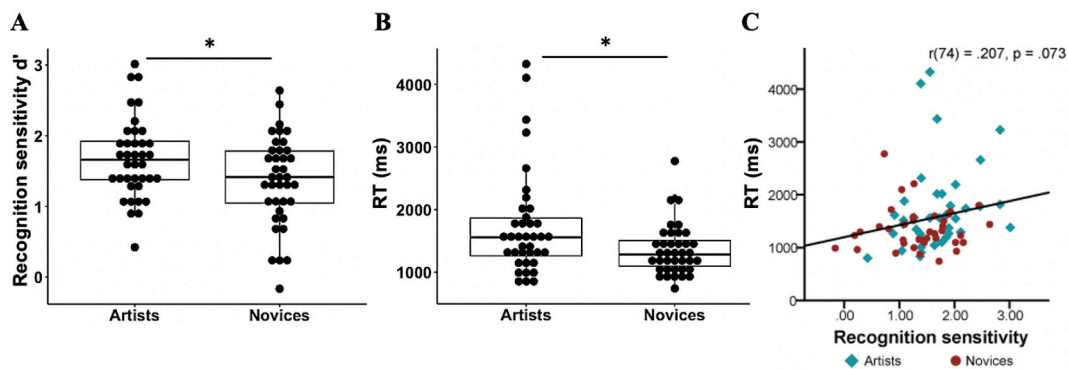 A
Recognition sensitivity d'
3
2
1
0
*
Artists
Novices
B
RT (ms)
4000
3000
2000
1000
*
Artists
Novices
C
r(74) = .207, p = .073
RT (ms)
4000
3000
2000
1000
0
.00
1.00
2.00
3.00
Recognition sensitivity
Artists
Novices